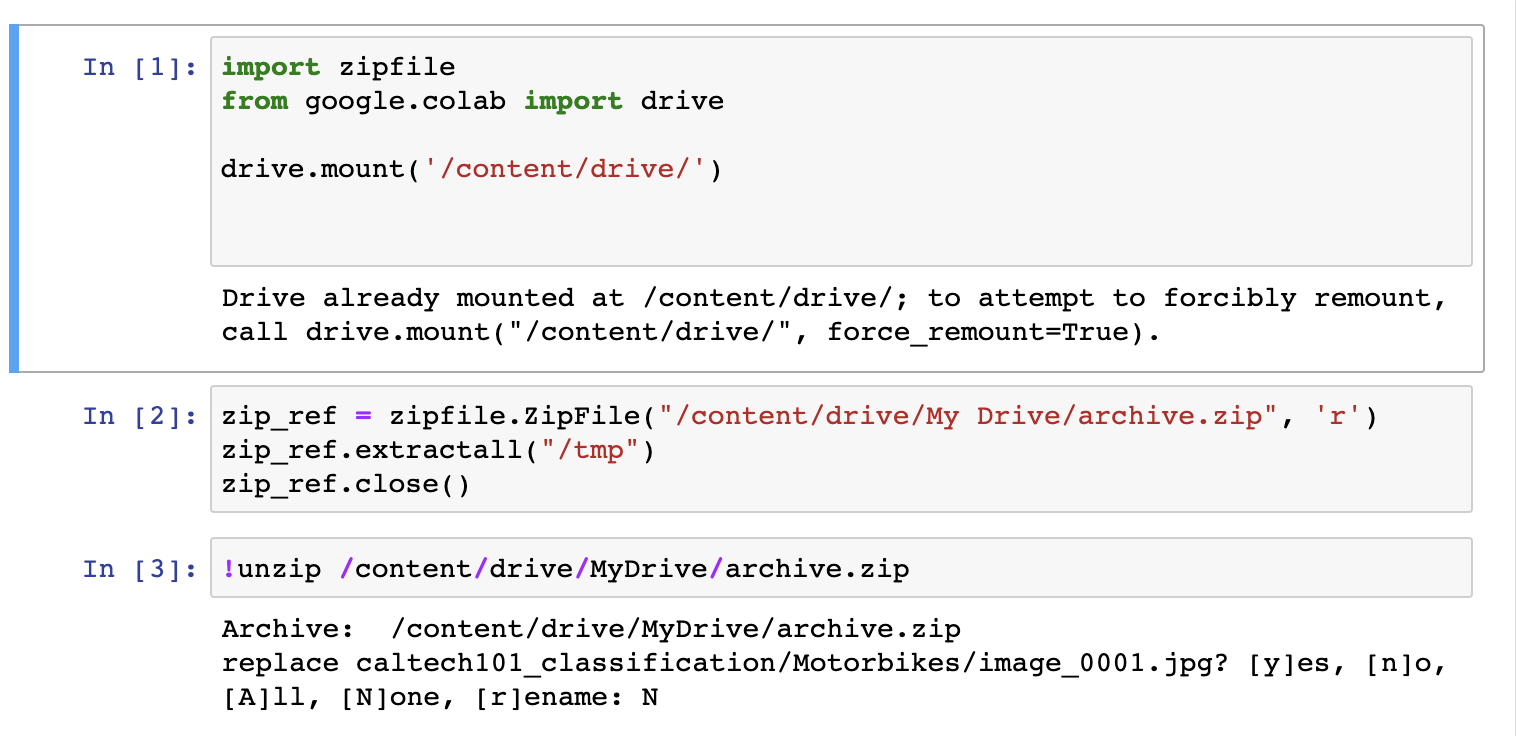 In [1]: import zipfile
from google.colab import drive
drive.mount('/content/drive/')
Drive already mounted at /content/drive/; to attempt to forcibly remount,
call drive.mount("/content/drive/", force_remount=True).
In [2]: zip_ref = zipfile.ZipFile("/content/drive/My Drive/archive.zip", 'r')
zip_ref.extractall("/tmp")
zip_ref.close()
In [3]: !unzip /content/drive/MyDrive/archive.zip
Archive:  /content/drive/MyDrive/archive.zip
replace caltech101_classification/Motorbikes/image_0001.jpg? [y]es, [n]o,
[A]ll, [N]one, [r]ename: N